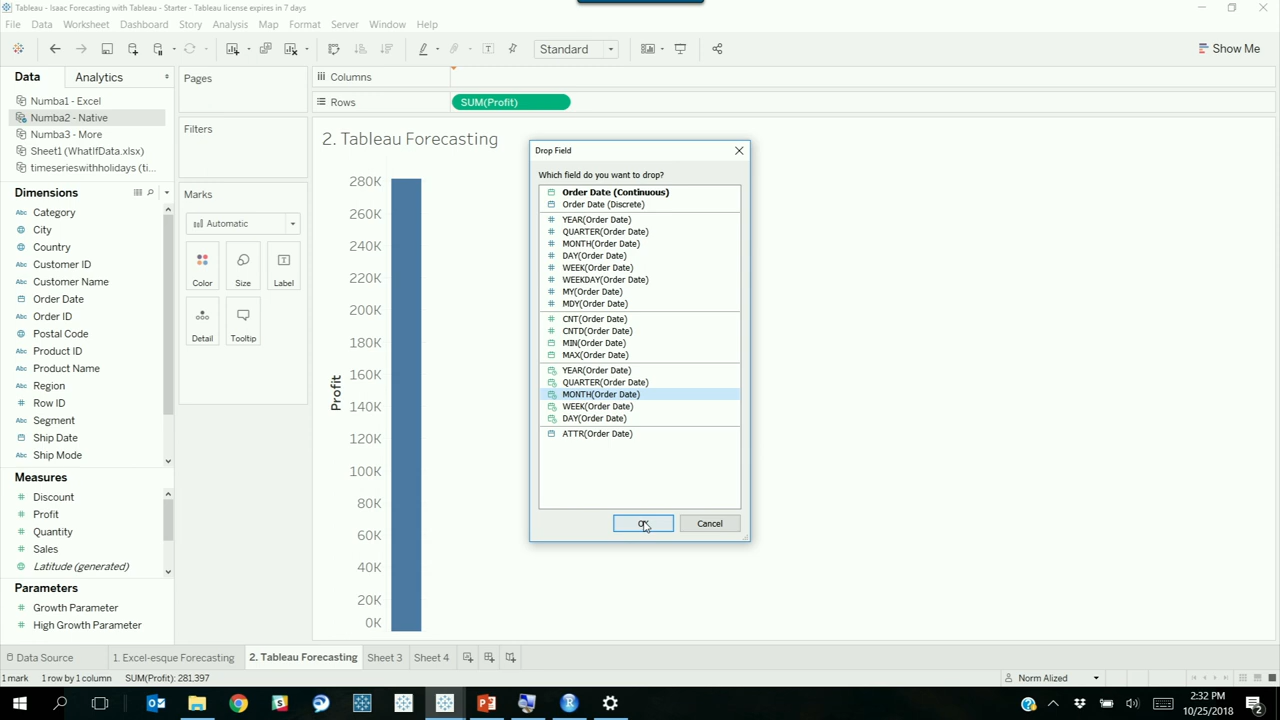 Tableau - Isaac Forecasting with Tableau - Starter - Tableau license expires in 7 days
File Data Worksheet Dashboard Story Analysis Map Format Server Window Help
Standard
Show Me
Data Analytics
Numba1 - Excel
Numba2 - Native
Numba3 - More
Sheet1 (WhatIfData.xlsx)
timeserieswithholidays (ti...
Dimensions
Abc Category
City
Country
Abc Customer ID
Abc Customer Name
Order Date
Abc Order ID
Postal Code
Abc Product ID
Abc Product Name
Abc Region
# Row ID
Abc Segment
Ship Date
Abc Ship Mode
Measures
# Discount
# Profit
# Quantity
# Sales
# Latitude (generated)
Parameters
# Growth Parameter
# High Growth Parameter
Pages
Filters
Marks
Automatic
Color Size Label
Detail Tooltip
Columns
Rows SUM(Profit)
2. Tableau Forecasting
280K
260K
240K
220K
200K
180K
160K
140K
120K
100K
80K
60K
40K
20K
0K
Profit
Drop Field
Which field do you want to drop?
Order Date (Continuous)
Order Date (Discrete)
# YEAR(Order Date)
# QUARTER(Order Date)
# MONTH(Order Date)
# DAY(Order Date)
# WEEK(Order Date)
# WEEKDAY(Order Date)
# MY(Order Date)
# MDY(Order Date)
# CNT(Order Date)
# CNTD(Order Date)
MIN(Order Date)
MAX(Order Date)
YEAR(Order Date)
QUARTER(Order Date)
MONTH(Order Date)
WEEK(Order Date)
DAY(Order Date)
ATTR(Order Date)
OK Cancel
Data Source 1. Excel-esque Forecasting 2. Tableau Forecasting Sheet 3 Sheet 4
1 mark 1 row by 1 column SUM(Profit): 281,397 Norm Alized
2:32 PM
10/25/2018